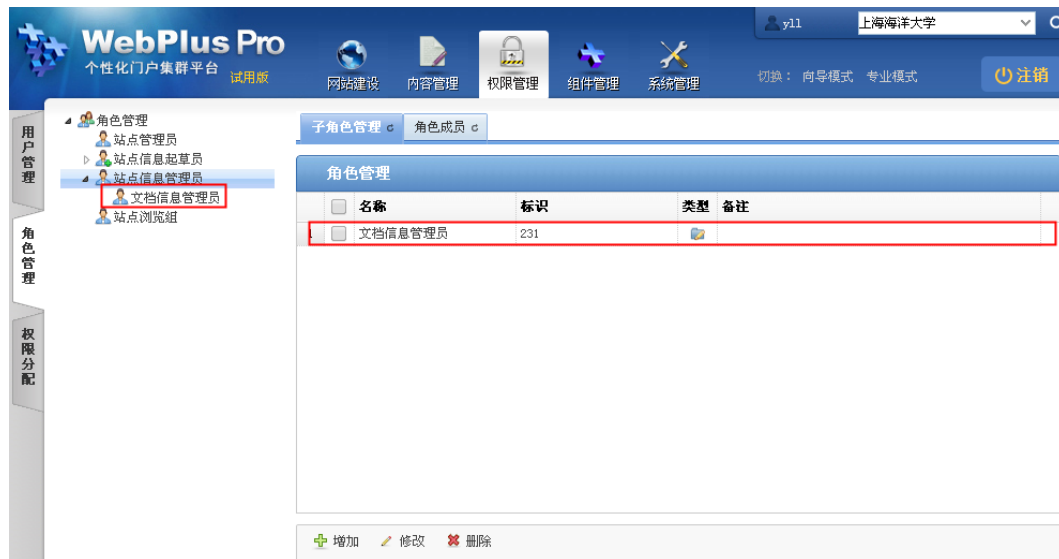 yll
上海海洋大学
WebPlus Pro
个性化门户集群平台 试用版
网站建设
内容管理
权限管理
组件管理
系统管理
切换： 向导模式 专业模式
注销
用户管理
角色管理
权限分配
角色管理
站点管理员
站点信息起草员
站点信息管理员
文档信息管理员
站点浏览组
子角色管理 角色成员
角色管理
名称 标识 类型 备注
文档信息管理员 231
增加 修改 删除